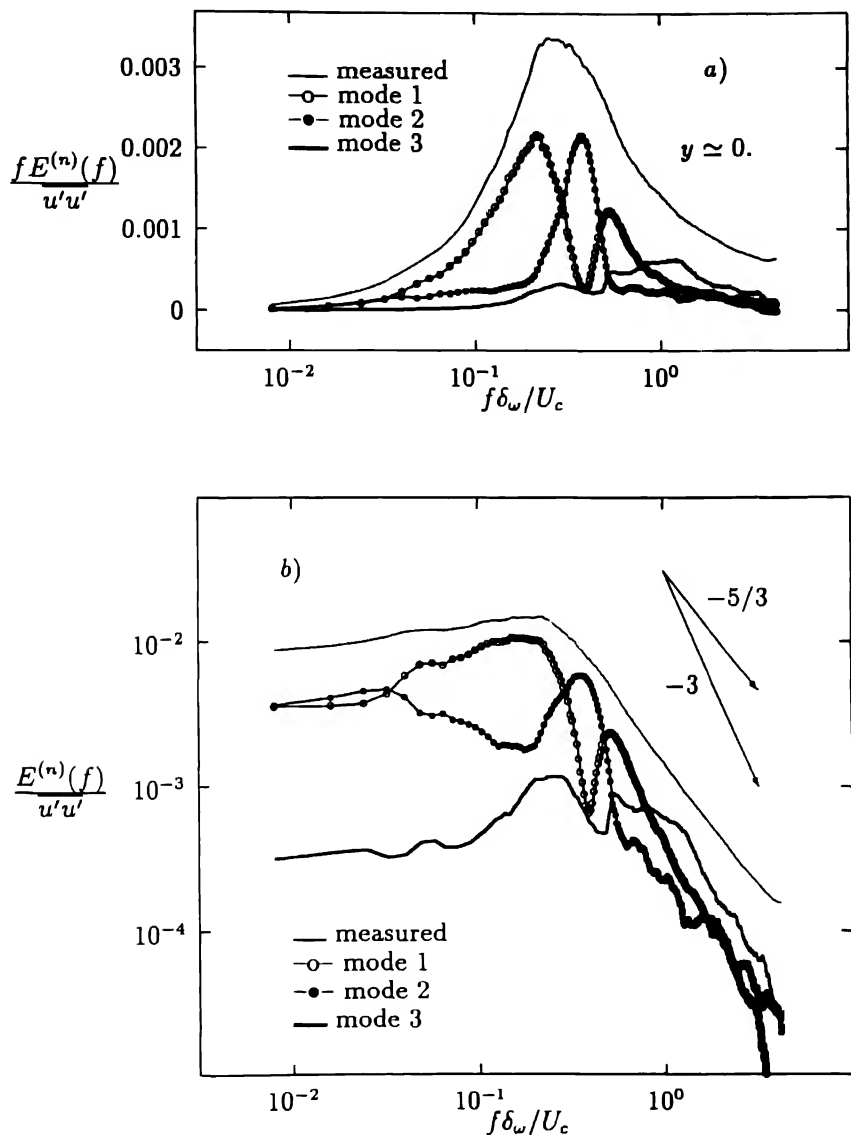 measured
mode 1
mode 2
mode 3
a)
y ≃ 0.
fE^{(n)}(f) / \overline{u'u'}
0.003
0.002
0.001
0
10^{-2}
10^{-1}
10^{0}
fδ_ω/U_c
b)
-5/3
-3
E^{(n)}(f) / \overline{u'u'}
10^{-2}
10^{-3}
10^{-4}
measured
mode 1
mode 2
mode 3
10^{-2}
10^{-1}
10^{0}
fδ_ω/U_c